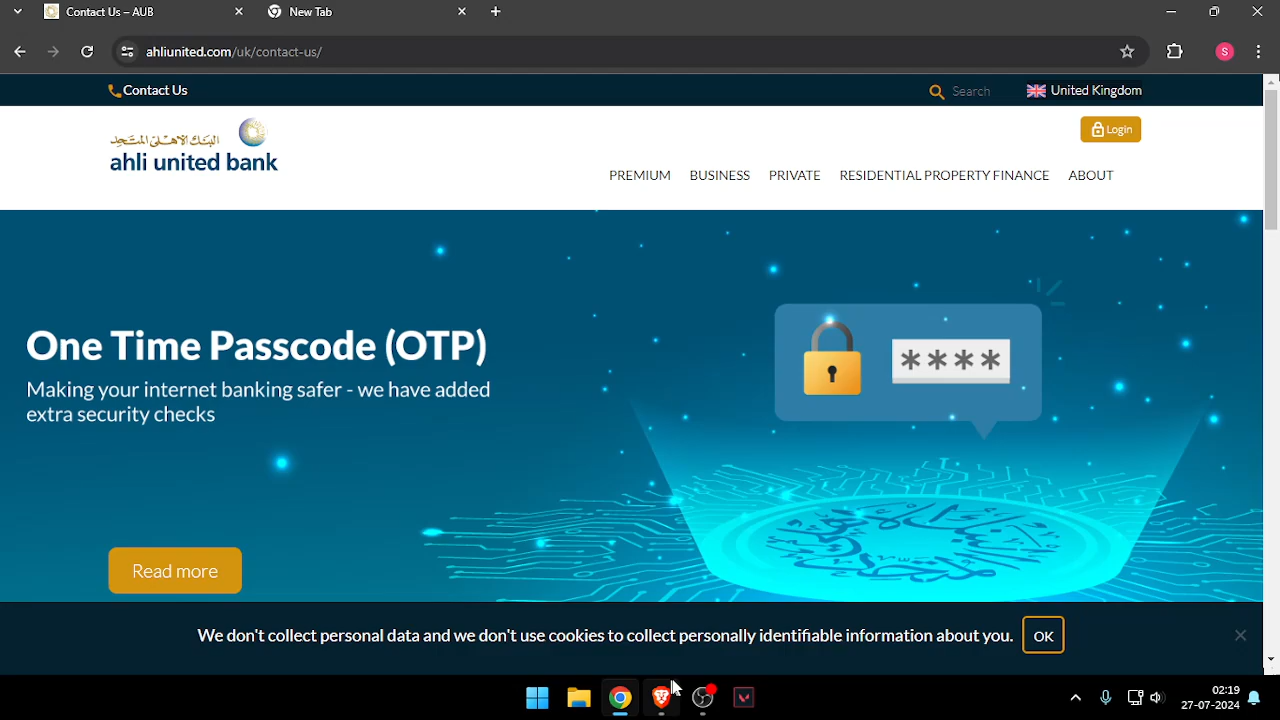 Contact Us – AUB
New Tab
ahliunited.com/uk/contact-us/
S
Contact Us
Search
United Kingdom
البنك الأهلي المتحد
ahli united bank
Login
PREMIUM
BUSINESS
PRIVATE
RESIDENTIAL PROPERTY FINANCE
ABOUT
One Time Passcode (OTP)
Making your internet banking safer - we have added
extra security checks
****
Read more
We don't collect personal data and we don't use cookies to collect personally identifiable information about you.
OK
02:19
27-07-2024